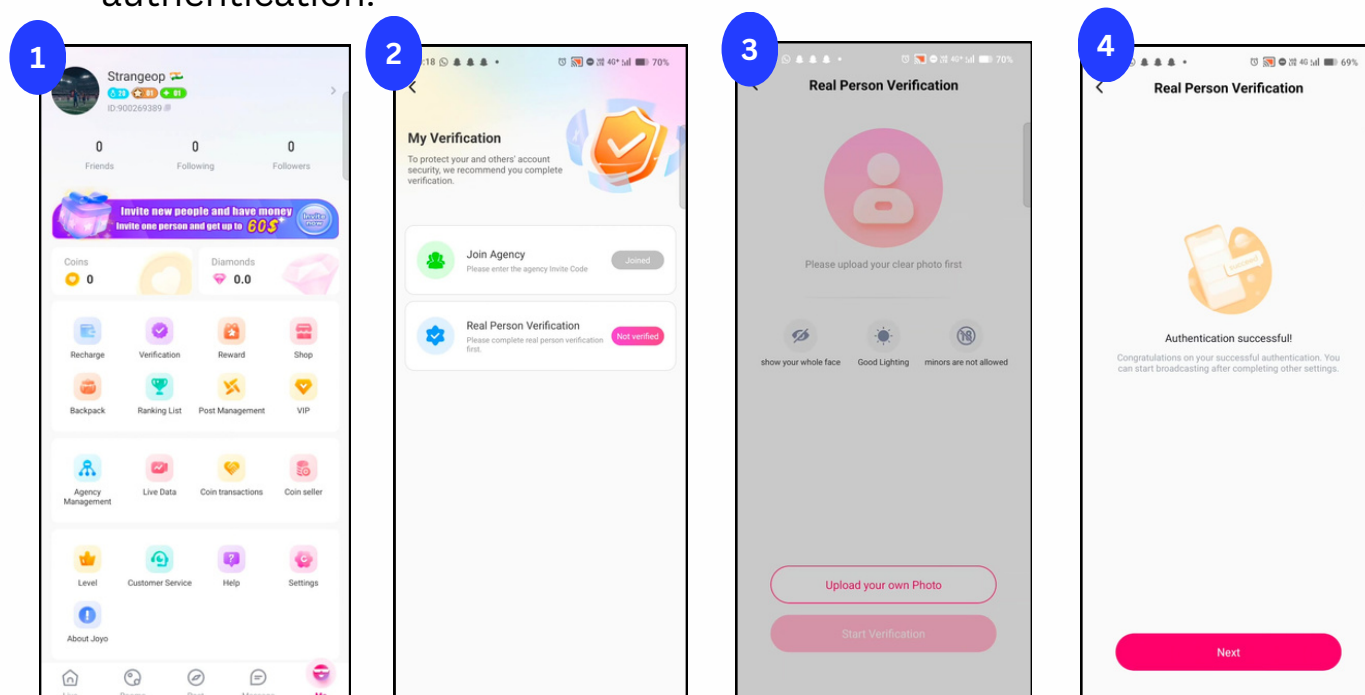 authentication.
1
Strangeop
ID:900269389
0
Friends
0
Following
0
Followers
Invite new people and have money
Invite one person and get up to 60$
Invite now
Coins
0
Diamonds
0.0
Recharge
Verification
Reward
Shop
Backpack
Ranking List
Post Management
VIP
Agency
Management
Live Data
Coin transactions
Coin seller
Level
Customer Service
Help
Settings
About Joyo
2
:18
70%
My Verification
To protect your and others' account
security, we recommend you complete
verification.
Join Agency
Please enter the agency Invite Code
Joined
Real Person Verification
Please complete real person verification
first.
Not verified
3
70%
Real Person Verification
Please upload your clear photo first
show your whole face
Good Lighting
18
minors are not allowed
Upload your own Photo
Start Verification
4
69%
Real Person Verification
Authentication successful!
Congratulations on your successful authentication. You
can start broadcasting after completing other settings.
Next